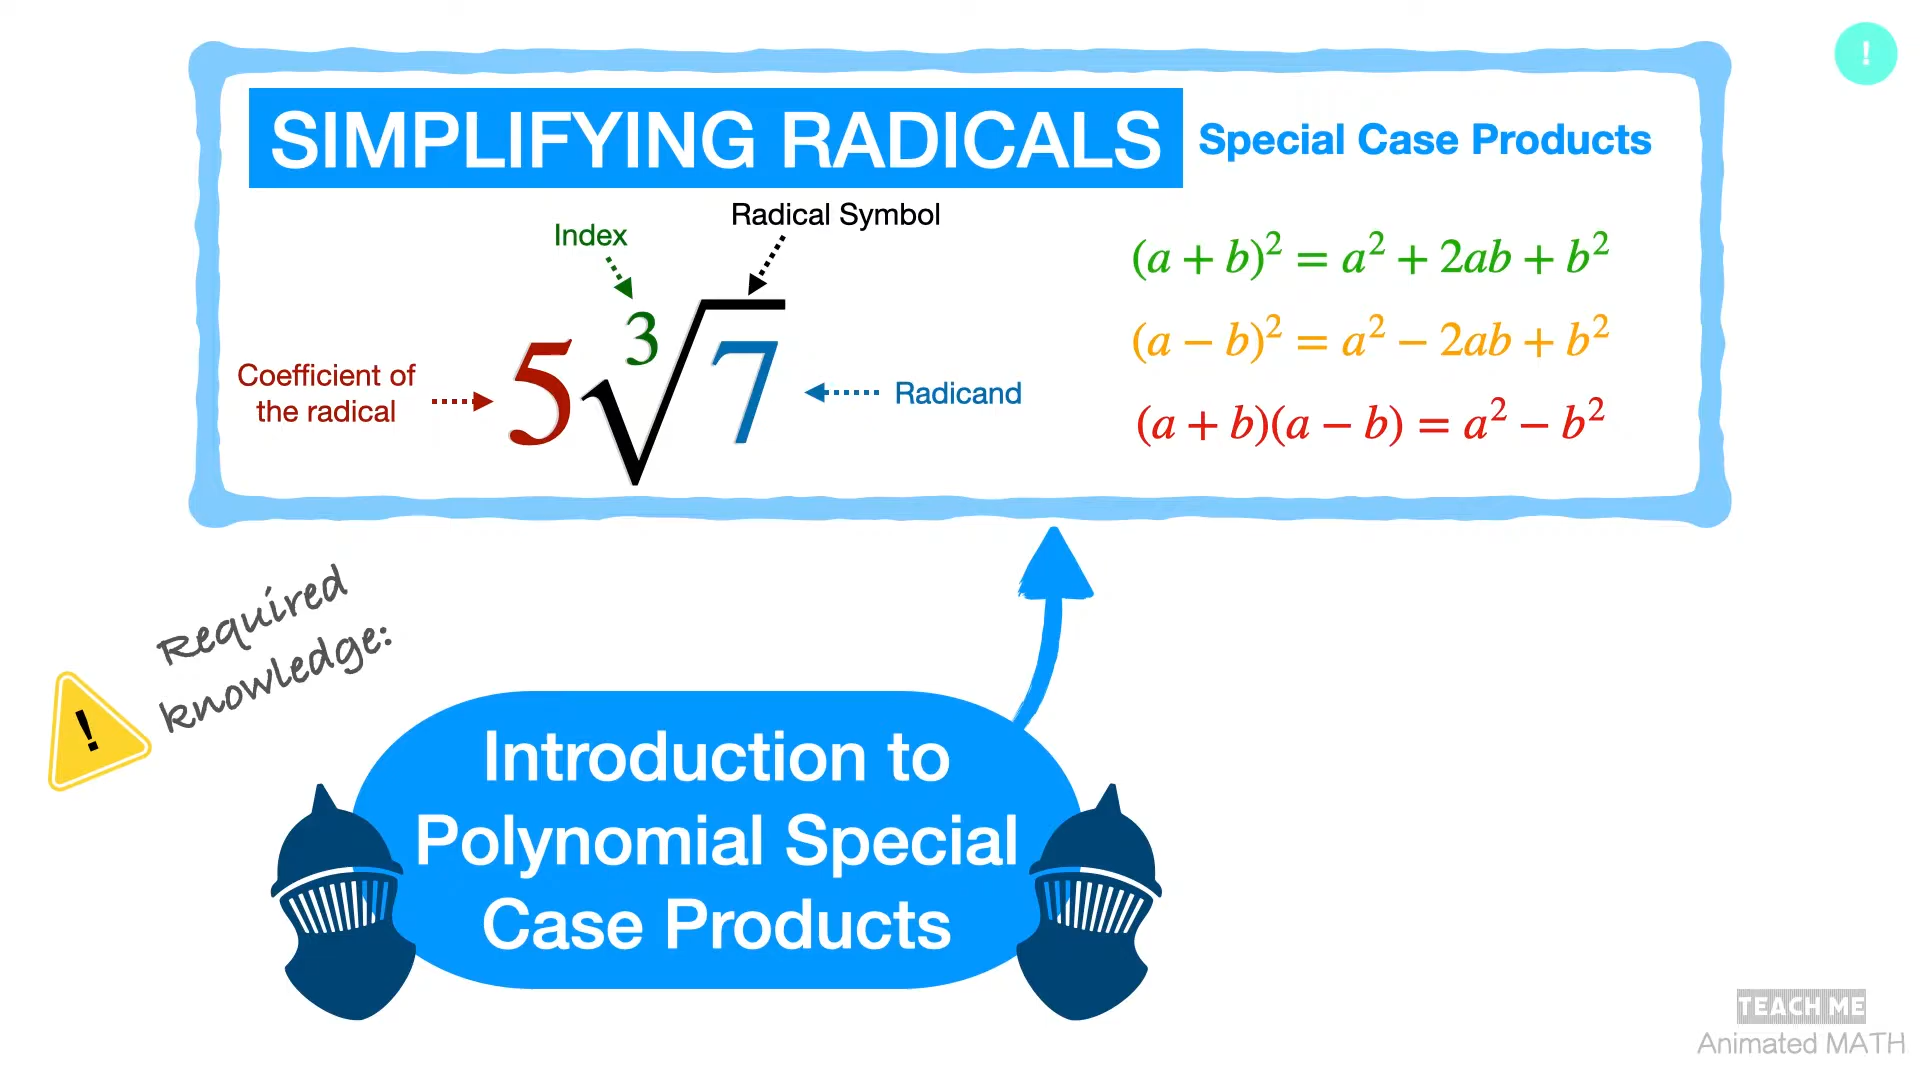 !
SIMPLIFYING RADICALS
Special Case Products
Radical Symbol
Index
5∛7
Coefficient of
the radical
Radicand
(a + b)² = a² + 2ab + b²
(a − b)² = a² − 2ab + b²
(a + b)(a − b) = a² − b²
Required
knowledge:
!
Introduction to
Polynomial Special
Case Products
TEACH ME
Animated MATH